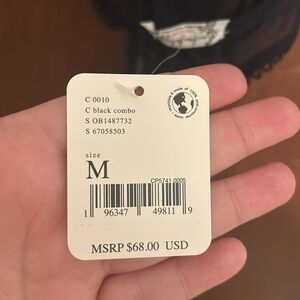 C 0010
C black combo
S OB1487732
S 67058503
size
M
CP5741 0005
1 96347 49811 9
MSRP $68.00 USD